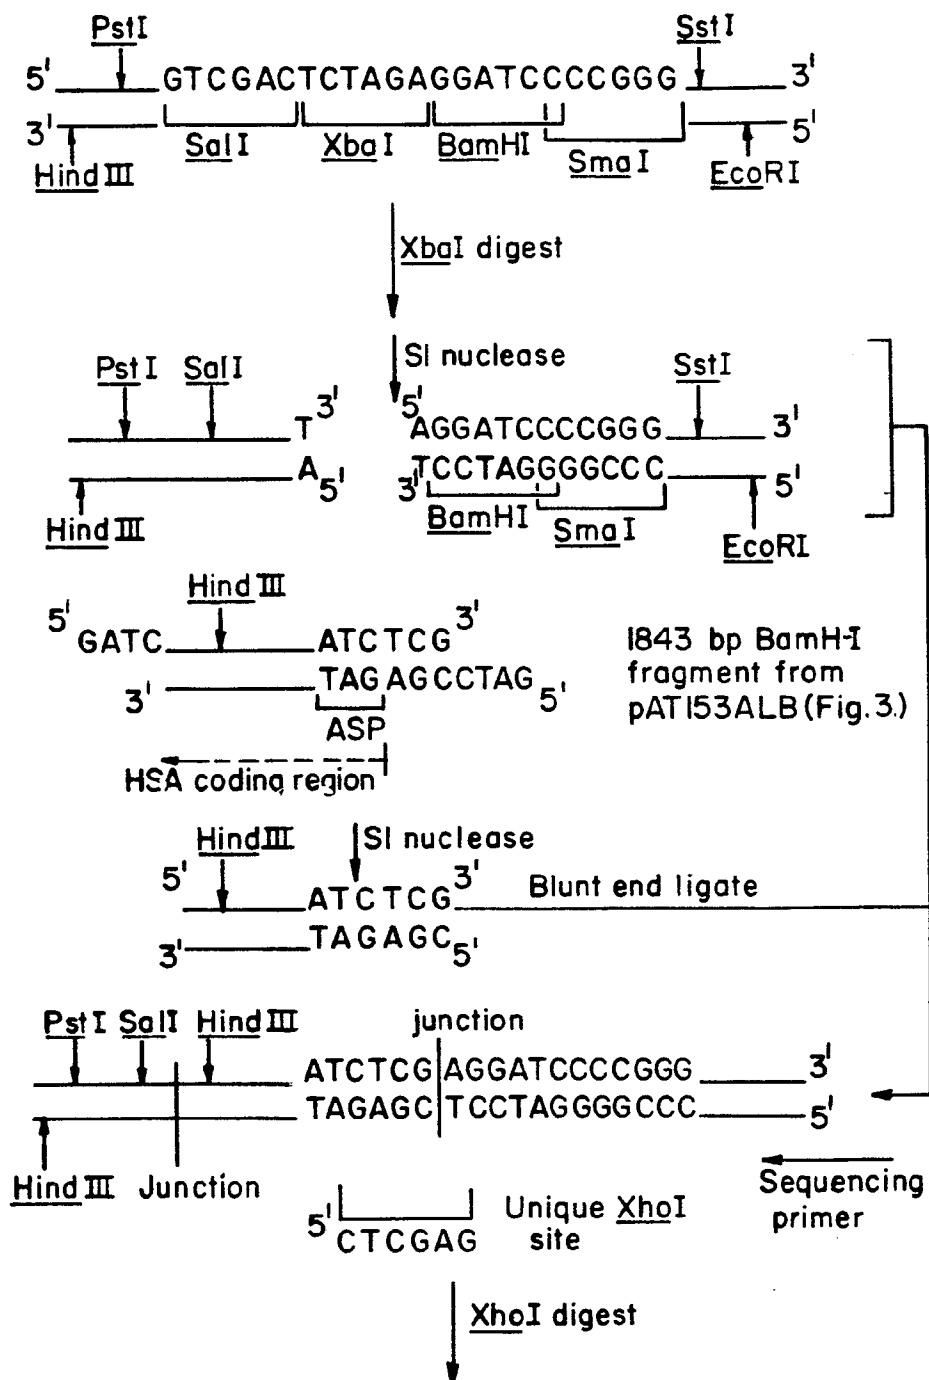 PstI SstI
5' GTCGACTCTAGAGGATCCCCGGG 3'
3' SalI XbaI BamHI SmaI 5'
HindIII EcoRI
XbaI digest
SI nuclease
PstI SalI SstI
T 3' 5' AGGATCCCCGGG 3'
A 5' 3' TCCTAGGGGCCC 5'
HindIII BamHI SmaI EcoRI
HindIII
5' GATC ATCTCG 3'
3' TAGAGCCTAG 5'
ASP
HSA coding region
1843 bp BamH-I
fragment from
pAT153ALB (Fig. 3.)
HindIII SI nuclease
5' ATCTCG 3' Blunt end ligate
3' TAGAGC 5'
PstI SalI HindIII junction
ATCTCG AGGATCCCCGGG 3'
TAGAGC TCCTAGGGGCCC 5'
HindIII Junction
Sequencing
primer
5' CTCGAG
Unique XhoI
site
XhoI digest